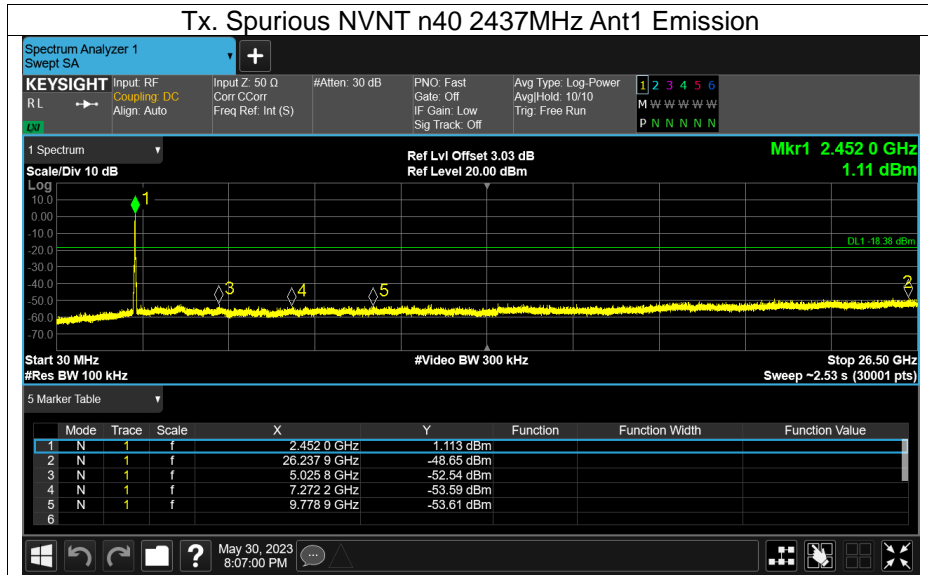 Tx. Spurious NVNT n40 2437MHz Ant1 Emission
Spectrum Analyzer 1
Swept SA
+
KEYSIGHT Input: RF Input Z: 50 Ω #Atten: 30 dB PNO: Fast Avg Type: Log-Power 1 2 3 4 5 6
RL Coupling: DC Corr CCorr Gate: Off Avg|Hold: 10/10 M W W W W W
Align: Auto Freq Ref: Int (S) IF Gain: Low Trig: Free Run
LXI Sig Track: Off P N N N N N
1 Spectrum Ref Lvl Offset 3.03 dB Mkr1 2.452 0 GHz
Scale/Div 10 dB Ref Level 20.00 dBm 1.11 dBm
Log
10.0 1
0.00
-10.0
DL1 -18.38 dBm
-20.0
-30.0
-40.0 3 4 5 2
-50.0
-60.0
-70.0
Start 30 MHz #Video BW 300 kHz Stop 26.50 GHz
#Res BW 100 kHz Sweep ~2.53 s (30001 pts)
5 Marker Table
Mode Trace Scale X Y Function Function Width Function Value
1 N 1 f 2.452 0 GHz 1.113 dBm
2 N 1 f 26.237 9 GHz -48.65 dBm
3 N 1 f 5.025 8 GHz -52.54 dBm
4 N 1 f 7.272 2 GHz -53.59 dBm
5 N 1 f 9.778 9 GHz -53.61 dBm
6
? May 30, 2023
8:07:00 PM